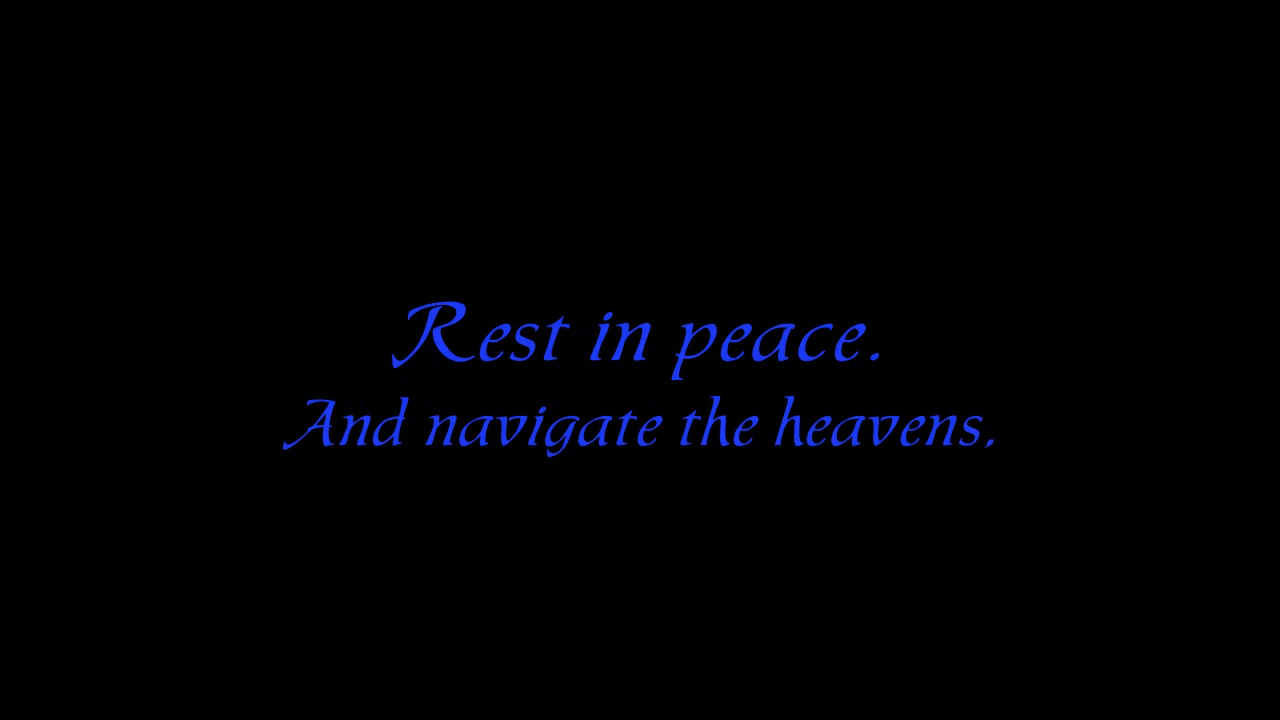 Rest in peace.
And navigate the heavens.